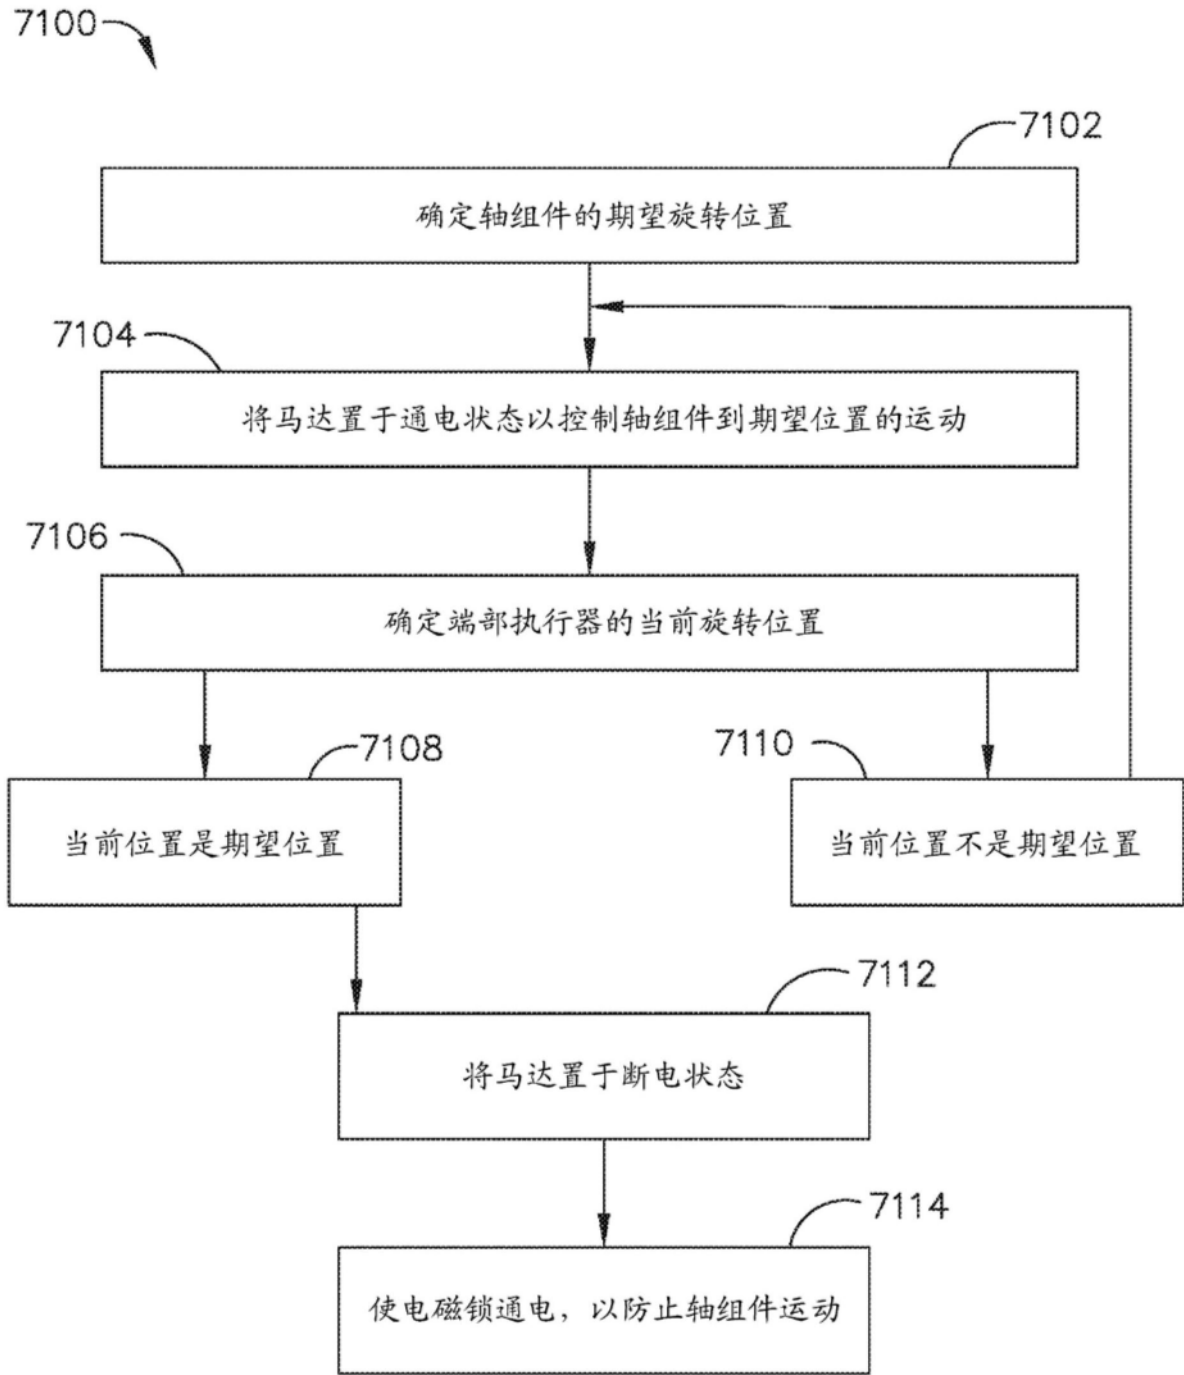 7100
7102
确定轴组件的期望旋转位置
7104
将马达置于通电状态以控制轴组件到期望位置的运动
7106
确定端部执行器的当前旋转位置
7108
当前位置是期望位置
7110
当前位置不是期望位置
7112
将马达置于断电状态
7114
使电磁锁通电，以防止轴组件运动